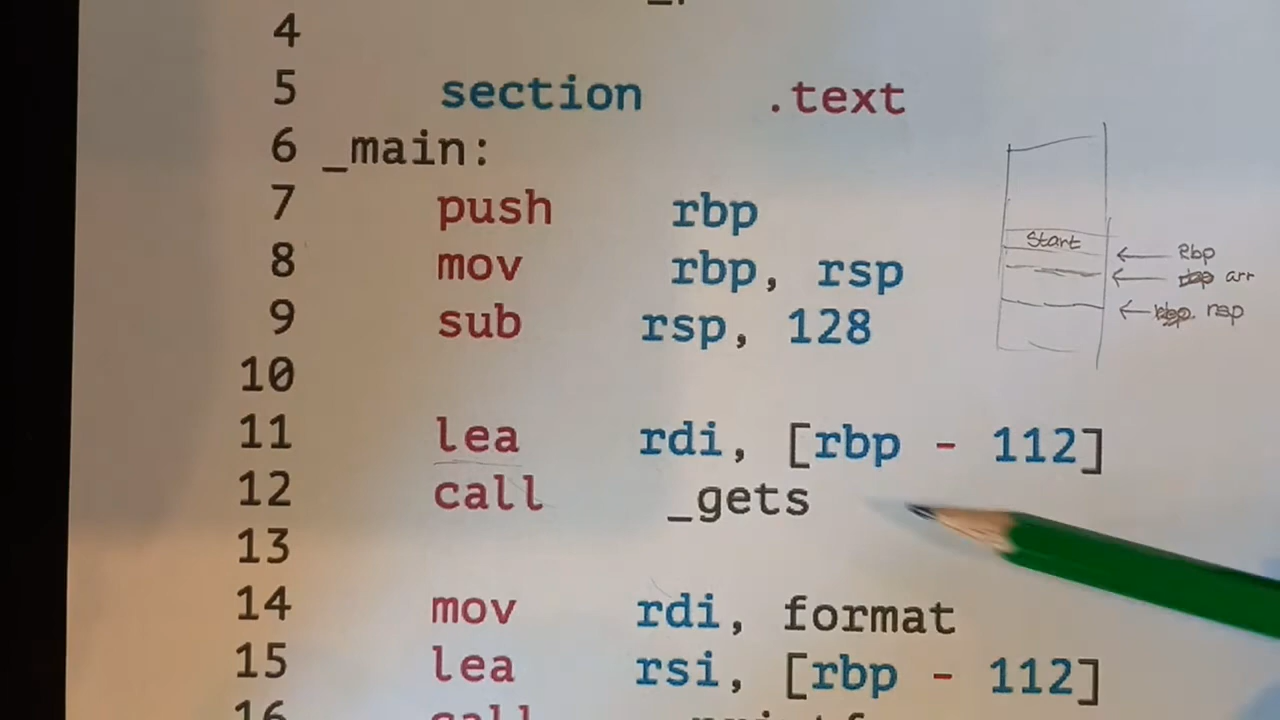 4
5 section .text
6 _main:
7 push rbp
8 mov rbp, rsp
9 sub rsp, 128
10
11 lea rdi, [rbp - 112]
12 call _gets
13
14 mov rdi, format
15 lea rsi, [rbp - 112]
16 call
Start
Rbp
arr
rsp